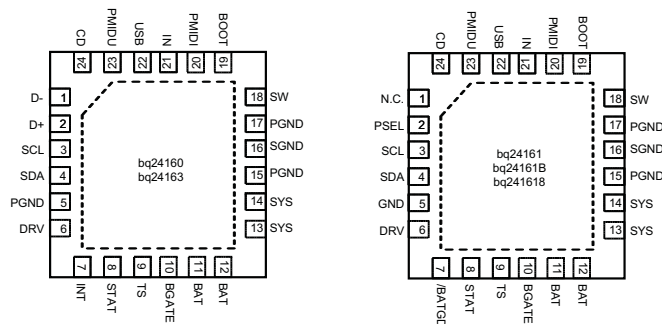 CD
PMIDU
USB
IN
PMIDI
BOOT
24
23
22
21
20
19
D-
1
18
SW
D+
2
17
PGND
SCL
3
bq24160
16
SGND
SDA
4
bq24163
15
PGND
PGND
5
14
SYS
DRV
6
13
SYS
7
8
9
10
11
12
INT
STAT
TS
BGATE
BAT
BAT
CD
PMIDU
USB
IN
PMIDI
BOOT
24
23
22
21
20
19
N.C.
1
18
SW
PSEL
2
17
PGND
SCL
3
bq24161
16
SGND
bq24161B
SDA
4
bq241618
15
PGND
GND
5
14
SYS
DRV
6
13
SYS
7
8
9
10
11
12
/BATGD
STAT
TS
BGATE
BAT
BAT